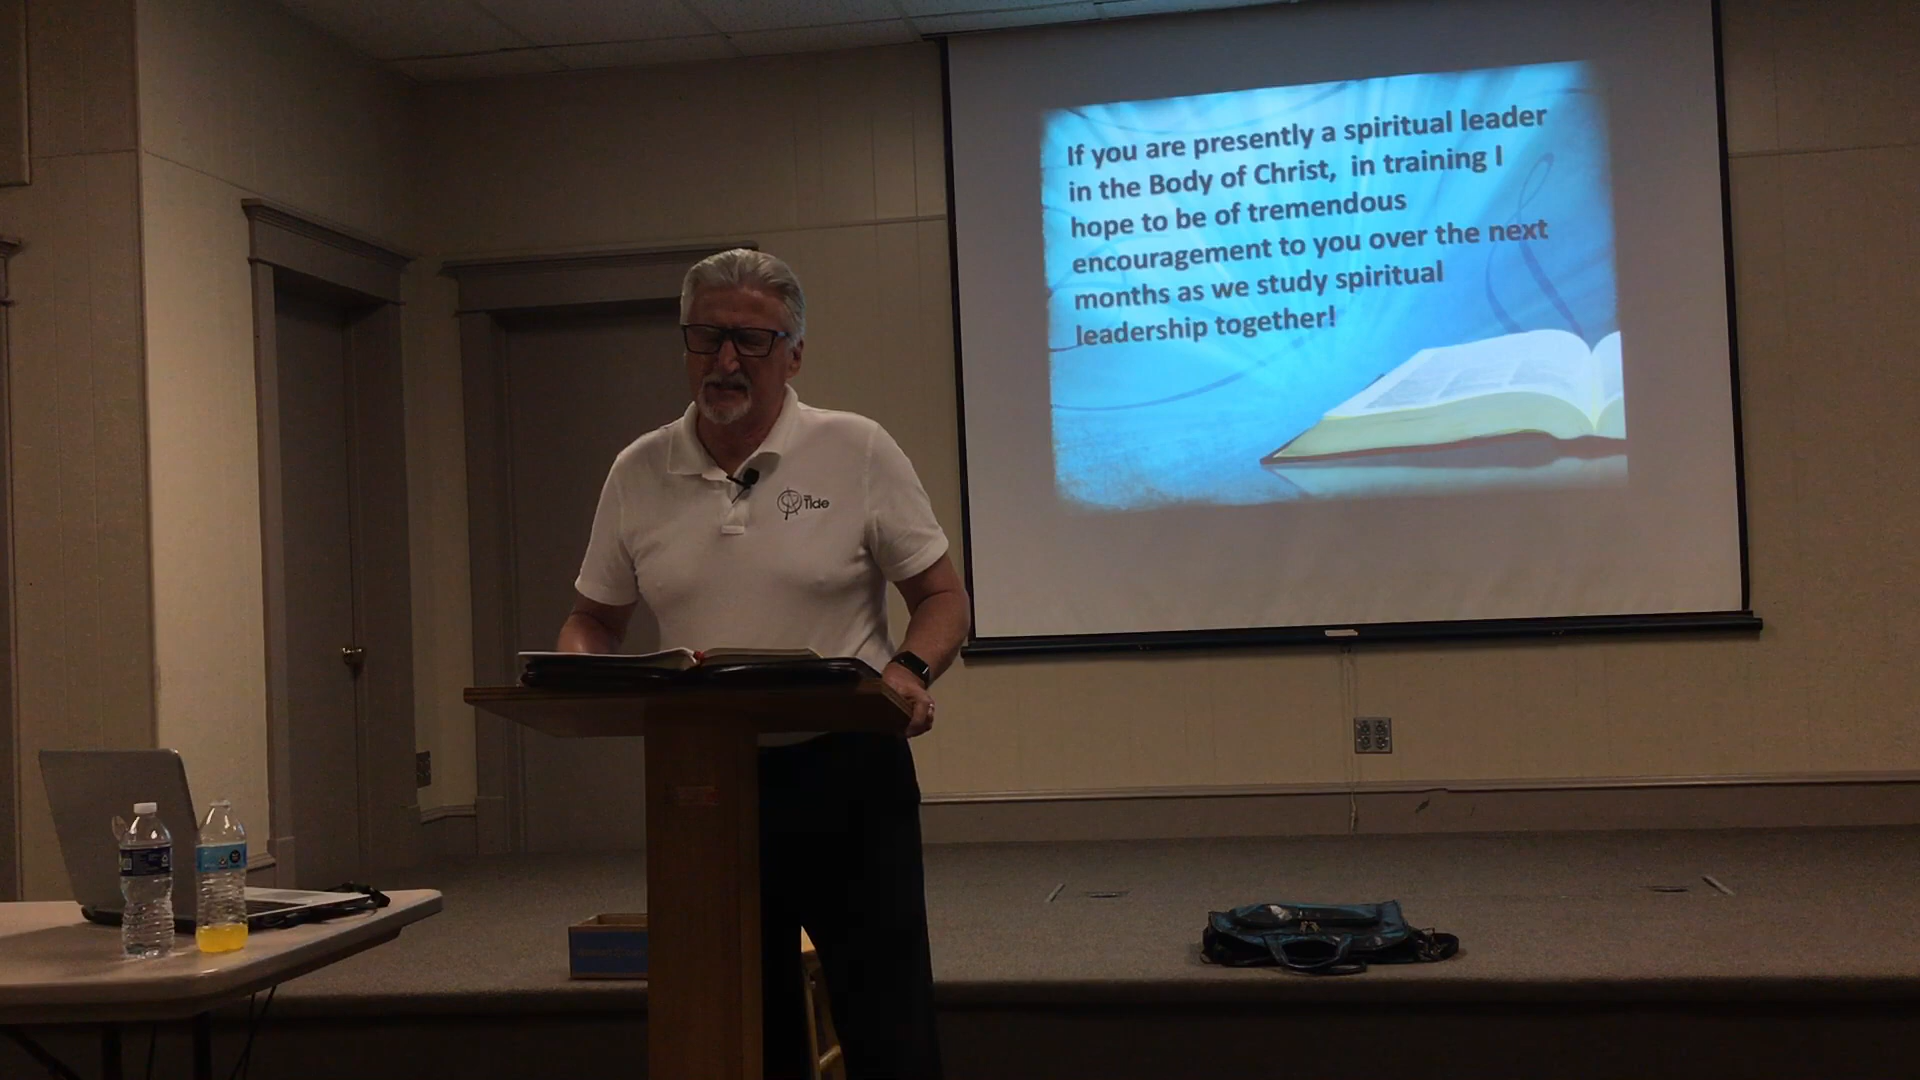 If you are presently a spiritual leader
in the Body of Christ,  in training I
hope to be of tremendous
encouragement to you over the next
months as we study spiritual
leadership together!
Tide